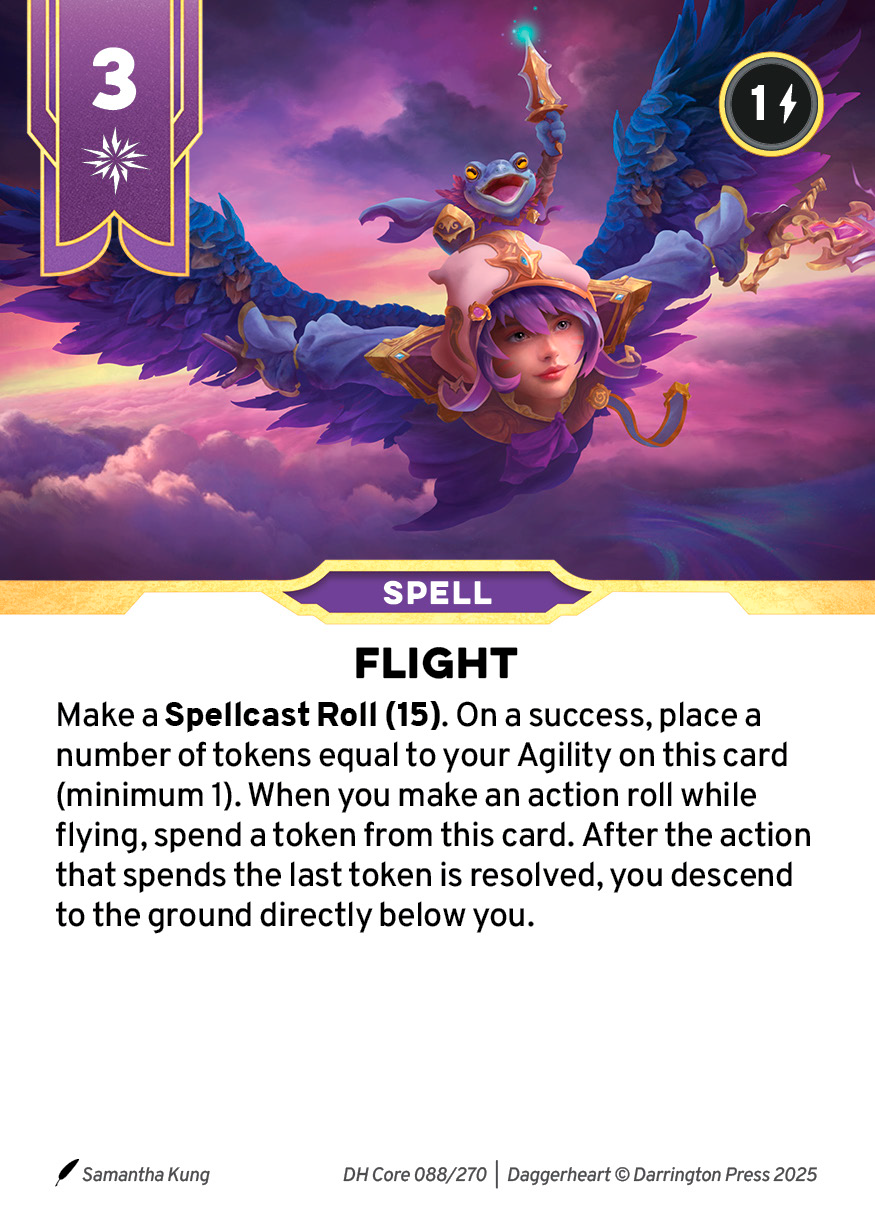 3
1
SPELL
FLIGHT
Make a Spellcast Roll (15). On a success, place a
number of tokens equal to your Agility on this card
(minimum 1). When you make an action roll while
flying, spend a token from this card. After the action
that spends the last token is resolved, you descend
to the ground directly below you.
Samantha Kung
DH Core 088/270 | Daggerheart © Darrington Press 2025